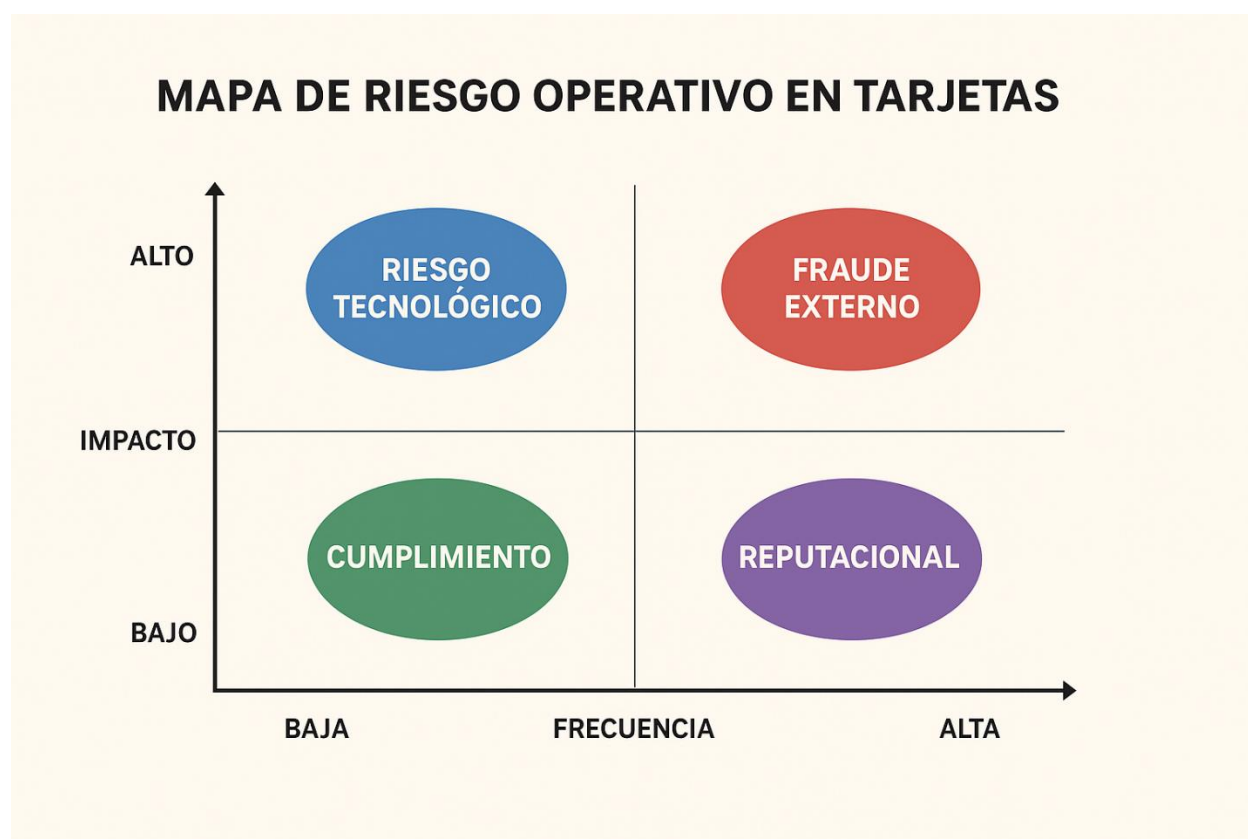 MAPA DE RIESGO OPERATIVO EN TARJETAS
ALTO
RIESGO
TECNOLÓGICO
FRAUDE
EXTERNO
IMPACTO
CUMPLIMIENTO
REPUTACIONAL
BAJO
BAJA
FRECUENCIA
ALTA